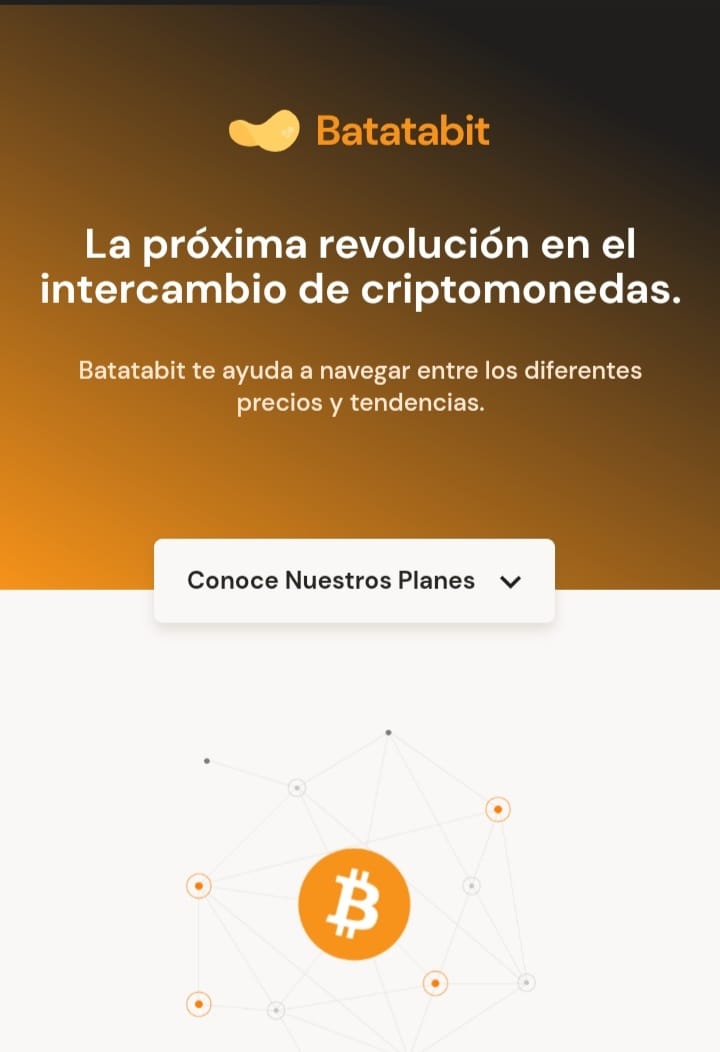 Batatabit
La próxima revolución en el
intercambio de criptomonedas.
Batatabit te ayuda a navegar entre los diferentes
precios y tendencias.
Conoce Nuestros Planes